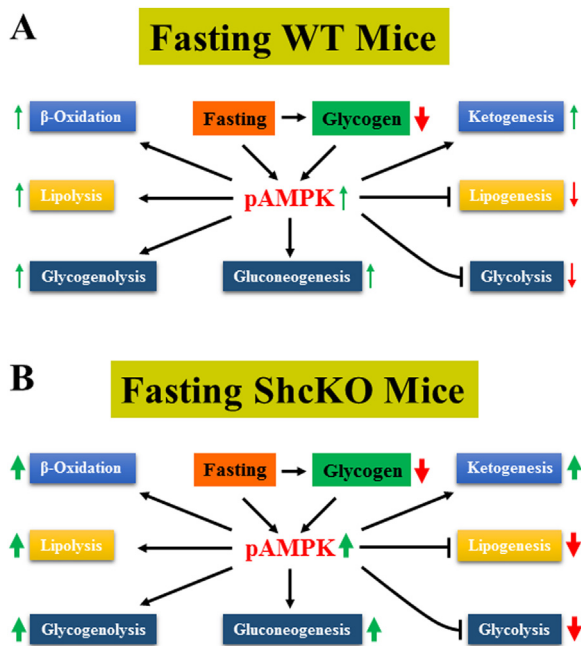 A
Fasting WT Mice
β-Oxidation
Fasting
Glycogen
Ketogenesis
Lipolysis
pAMPK
Lipogenesis
Glycogenolysis
Gluconeogenesis
Glycolysis
B
Fasting ShcKO Mice
β-Oxidation
Fasting
Glycogen
Ketogenesis
Lipolysis
pAMPK
Lipogenesis
Glycogenolysis
Gluconeogenesis
Glycolysis